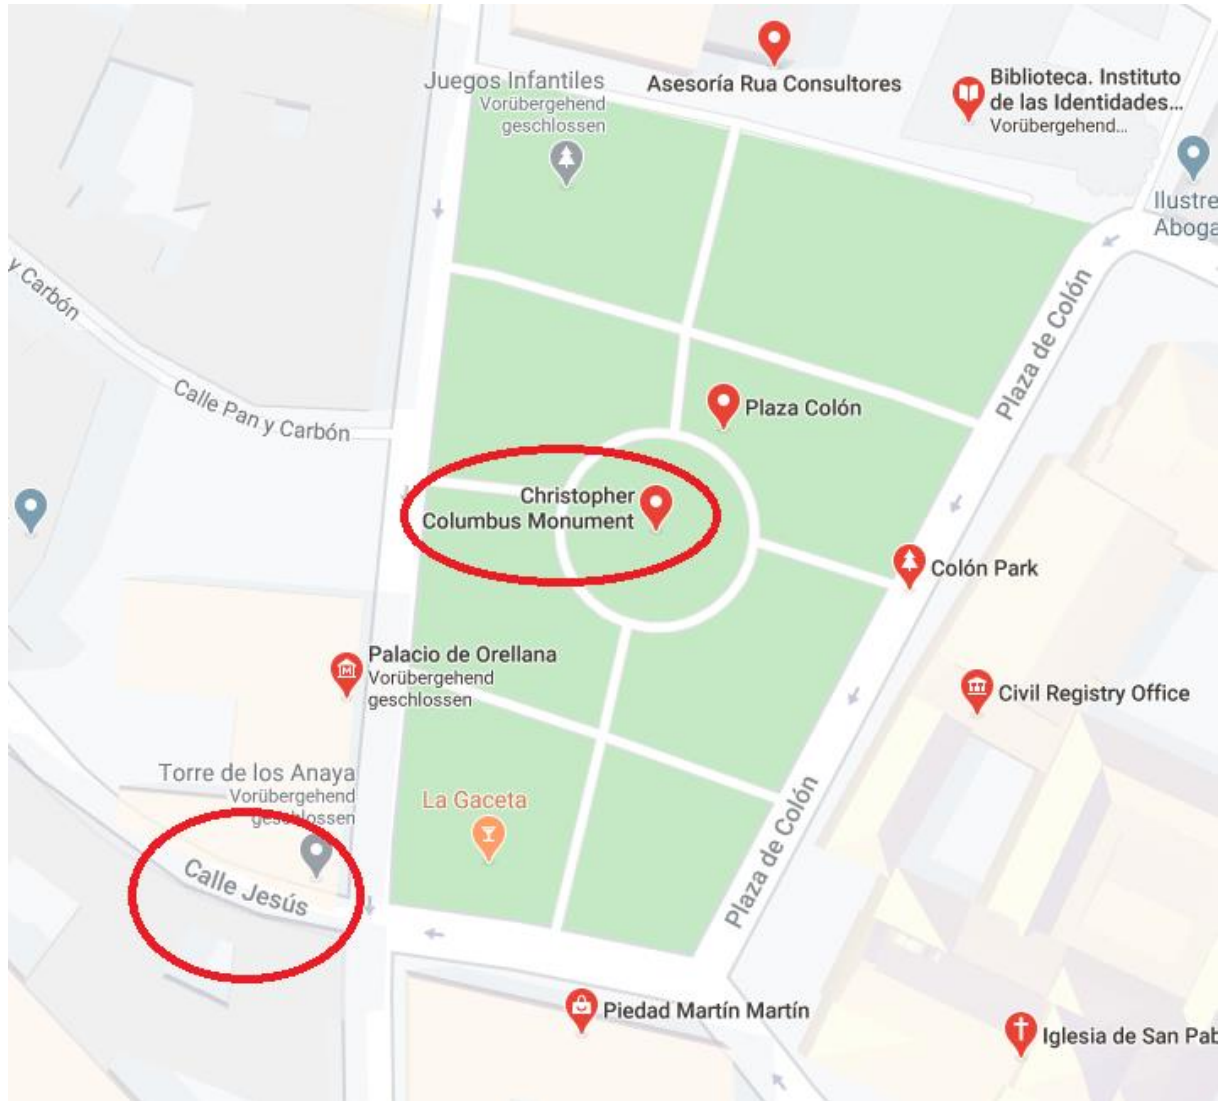 Juegos Infantiles
Vorübergehend
geschlossen
Asesoría Rua Consultores
Biblioteca. Instituto
de las Identidades...
Vorübergehend...
Ilustre
Aboga
y Carbón
Plaza de Colón
Calle Pan y Carbón
Plaza Colón
Christopher
Columbus Monument
Colón Park
Palacio de Orellana
Vorübergehend
geschlossen
Civil Registry Office
Torre de los Anaya
Vorübergehend
geschlossen
La Gaceta
Calle Jesús
Plaza de Colón
Piedad Martín Martín
Iglesia de San Pab